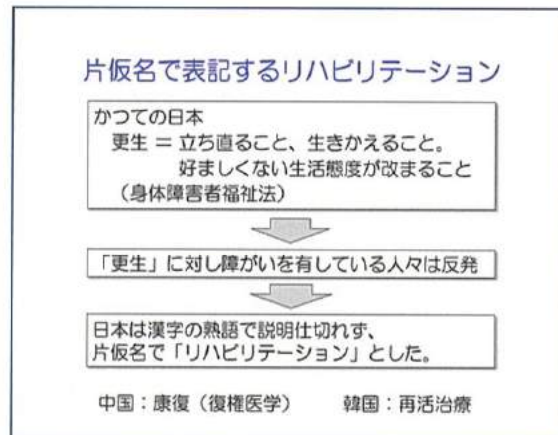 片仮名で表記するリハビリテーション
かつての日本
更生 = 立ち直ること、生きかえること。
好ましくない生活態度が改まること
（身体障害者福祉法）
「更生」に対し障がいを有している人々は反発
日本は漢字の熟語で説明仕切れず、
片仮名で「リハビリテーション」とした。
中国：康復（復権医学） 韓国：再活治療